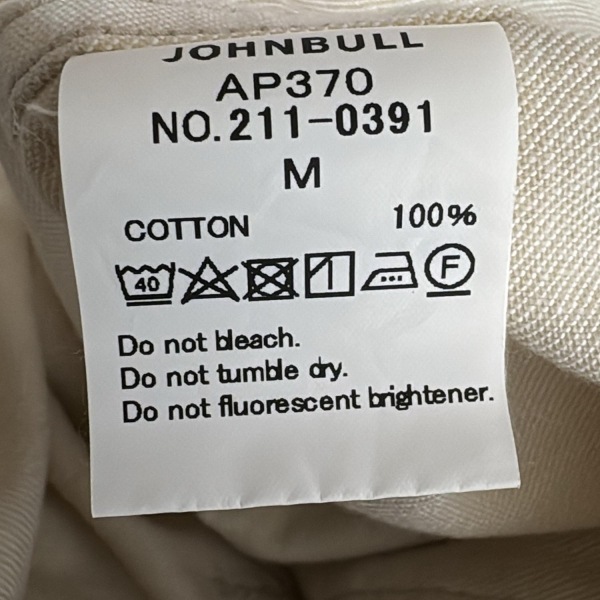 JOHNBULL
AP370
NO.211-0391
M
COTTON 100%
40 F
Do not bleach.
Do not tumble dry.
Do not fluorescent brightener.